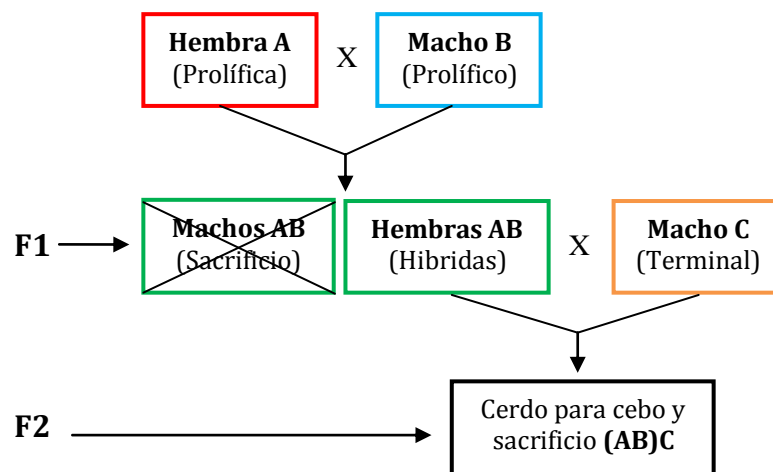 Hembra A
(Prolífica)
X
Macho B
(Prolífico)
F1
Machos AB
(Sacrificio)
Hembras AB
(Hibridas)
X
Macho C
(Terminal)
F2
Cerdo para cebo y
sacrificio (AB)C